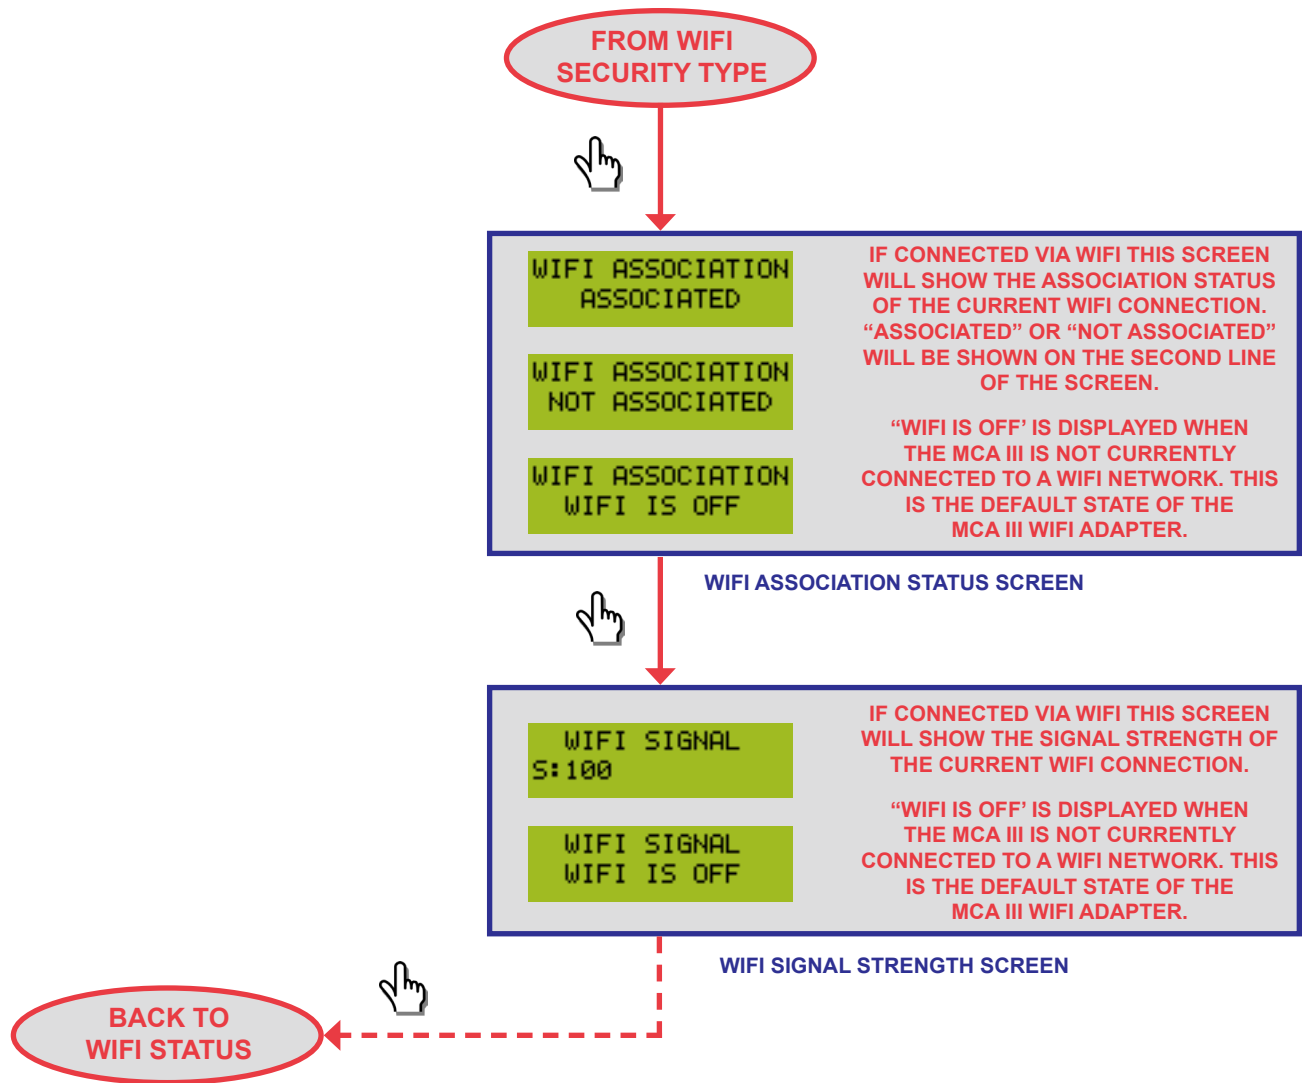 FROM WIFI
SECURITY TYPE
WIFI ASSOCIATION
ASSOCIATED
WIFI ASSOCIATION
NOT ASSOCIATED
WIFI ASSOCIATION
WIFI IS OFF
IF CONNECTED VIA WIFI THIS SCREEN
WILL SHOW THE ASSOCIATION STATUS
OF THE CURRENT WIFI CONNECTION.
“ASSOCIATED” OR “NOT ASSOCIATED”
WILL BE SHOWN ON THE SECOND LINE
OF THE SCREEN.
“WIFI IS OFF’ IS DISPLAYED WHEN
THE MCA III IS NOT CURRENTLY
CONNECTED TO A WIFI NETWORK. THIS
IS THE DEFAULT STATE OF THE
MCA III WIFI ADAPTER.
WIFI ASSOCIATION STATUS SCREEN
WIFI SIGNAL
S:100
WIFI SIGNAL
WIFI IS OFF
IF CONNECTED VIA WIFI THIS SCREEN
WILL SHOW THE SIGNAL STRENGTH OF
THE CURRENT WIFI CONNECTION.
“WIFI IS OFF’ IS DISPLAYED WHEN
THE MCA III IS NOT CURRENTLY
CONNECTED TO A WIFI NETWORK. THIS
IS THE DEFAULT STATE OF THE
MCA III WIFI ADAPTER.
WIFI SIGNAL STRENGTH SCREEN
BACK TO
WIFI STATUS